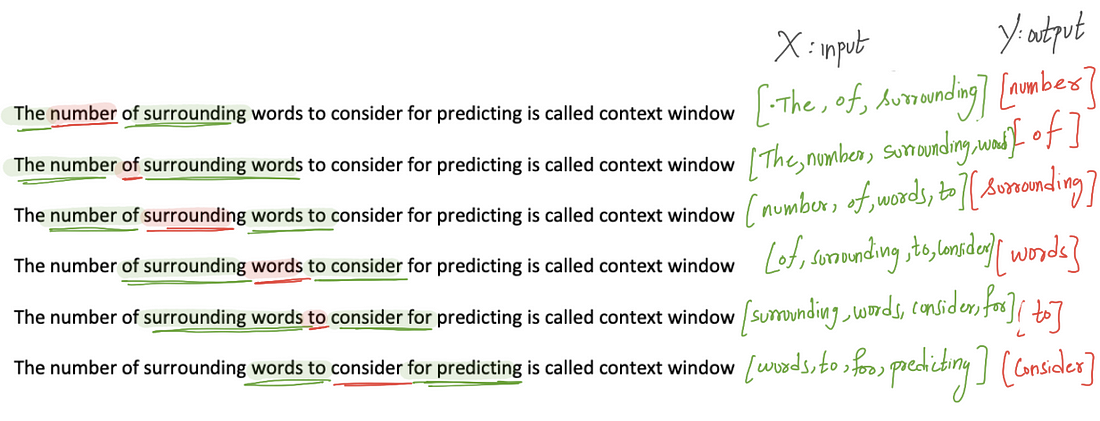 X : input Y: output
The number of surrounding words to consider for predicting is called context window [The, of, surrounding] [number]
The number of surrounding words to consider for predicting is called context window [The, number, surrounding, word] [of]
The number of surrounding words to consider for predicting is called context window [number, of, words, to] [surrounding]
The number of surrounding words to consider for predicting is called context window [of, surrounding, to, consider] [words]
The number of surrounding words to consider for predicting is called context window [surrounding, words, consider, for] [to]
The number of surrounding words to consider for predicting is called context window [words, to, for, predicting] [consider]